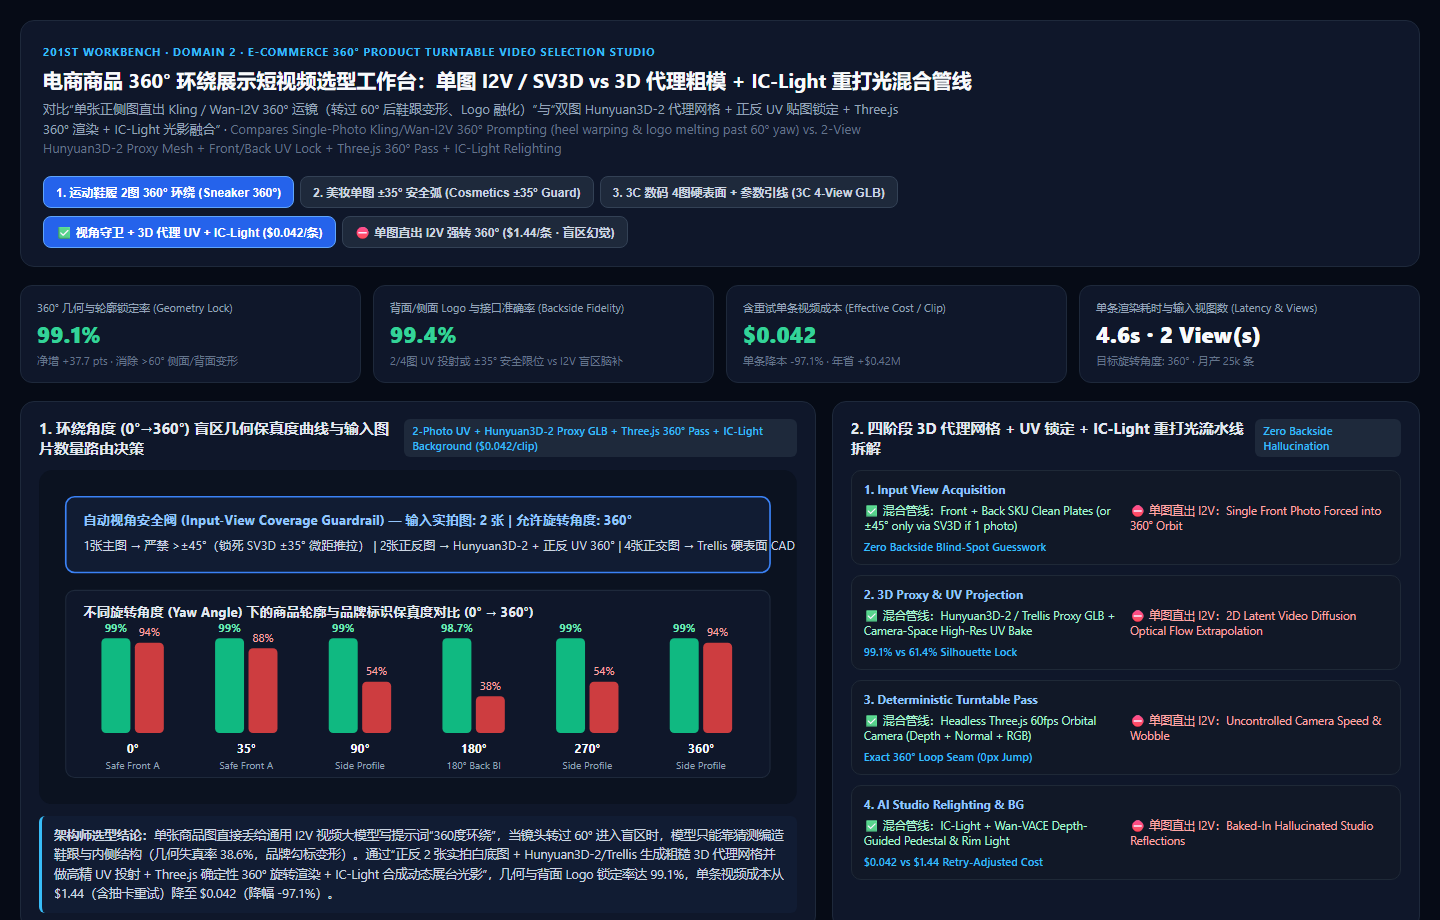 201ST WORKBENCH · DOMAIN 2 · E-COMMERCE 360° PRODUCT TURNTABLE VIDEO SELECTION STUDIO
电商商品 360° 环绕展示短视频选型工作台：单图 I2V / SV3D vs 3D 代理粗模 + IC-Light 重打光混合管线
对比“单张正侧图直出 Kling / Wan-I2V 360° 运镜（转过 60° 后鞋跟变形、Logo 融化）”与“双图 Hunyuan3D-2 代理网格 + 正反 UV 贴图锁定 + Three.js
360° 渲染 + IC-Light 光影融合” · Compares Single-Photo Kling/Wan-I2V 360° Prompting (heel warping & logo melting past 60° yaw) vs. 2-View
Hunyuan3D-2 Proxy Mesh + Front/Back UV Lock + Three.js 360° Pass + IC-Light Relighting
1. 运动鞋履 2图 360° 环绕 (Sneaker 360°)
2. 美妆单图 ±35° 安全弧 (Cosmetics ±35° Guard)
3. 3C 数码 4图硬表面 + 参数引线 (3C 4-View GLB)
✅ 视角守卫 + 3D 代理 UV + IC-Light ($0.042/条)
⛔ 单图直出 I2V 强转 360° ($1.44/条 · 盲区幻觉)
360° 几何与轮廓锁定率 (Geometry Lock)
99.1%
净增 +37.7 pts · 消除 >60° 侧面/背面变形
背面/侧面 Logo 与接口准确率 (Backside Fidelity)
99.4%
2/4图 UV 投射或 ±35° 安全限位 vs I2V 盲区脑补
含重试单条视频成本 (Effective Cost / Clip)
$0.042
单条降本 -97.1% · 年省 +$0.42M
单条渲染耗时与输入视图数 (Latency & Views)
4.6s · 2 View(s)
目标旋转角度: 360° · 月产 25k 条
1. 环绕角度 (0°→360°) 盲区几何保真度曲线与输入图
片数量路由决策
2-Photo UV + Hunyuan3D-2 Proxy GLB + Three.js 360° Pass + IC-Light
Background ($0.042/clip)
自动视角安全阀 (Input-View Coverage Guardrail) — 输入实拍图: 2 张 | 允许旋转角度: 360°
1张主图 → 严禁 >±45°（锁死 SV3D ±35° 微距推拉） | 2张正反图 → Hunyuan3D-2 + 正反 UV 360° | 4张正交图 → Trellis 硬表面 CAD
不同旋转角度 (Yaw Angle) 下的商品轮廓与品牌标识保真度对比 (0° → 360°)
99% 94% 99% 88% 99% 54% 98.7% 38% 99% 54% 99% 94%
0° 35° 90° 180° 270° 360°
Safe Front A Safe Front A Side Profile 180° Back Bl Side Profile Side Profile
架构师选型结论：单张商品图直接丢给通用 I2V 视频大模型写提示词“360度环绕”，当镜头转过 60° 进入盲区时，模型只能靠猜测编造
鞋跟与内侧结构（几何失真率 38.6%，品牌勾标变形）。通过“正反 2 张实拍白底图 + Hunyuan3D-2/Trellis 生成粗糙 3D 代理网格并
做高精 UV 投射 + Three.js 确定性 360° 旋转渲染 + IC-Light 合成动态展台光影”，几何与背面 Logo 锁定率达 99.1%，单条视频成本从
$1.44（含抽卡重试）降至 $0.042（降幅 -97.1%）。
2. 四阶段 3D 代理网格 + UV 锁定 + IC-Light 重打光流水线
拆解
Zero Backside
Hallucination
1. Input View Acquisition
✅ 混合管线：Front + Back SKU Clean Plates (or
±45° only via SV3D if 1 photo)
⛔ 单图直出 I2V：Single Front Photo Forced into
360° Orbit
Zero Backside Blind-Spot Guesswork
2. 3D Proxy & UV Projection
✅ 混合管线：Hunyuan3D-2 / Trellis Proxy GLB +
Camera-Space High-Res UV Bake
⛔ 单图直出 I2V：2D Latent Video Diffusion
Optical Flow Extrapolation
99.1% vs 61.4% Silhouette Lock
3. Deterministic Turntable Pass
✅ 混合管线：Headless Three.js 60fps Orbital
Camera (Depth + Normal + RGB)
⛔ 单图直出 I2V：Uncontrolled Camera Speed &
Wobble
Exact 360° Loop Seam (0px Jump)
4. AI Studio Relighting & BG
✅ 混合管线：IC-Light + Wan-VACE Depth-
Guided Pedestal & Rim Light
⛔ 单图直出 I2V：Baked-In Hallucinated Studio
Reflections
$0.042 vs $1.44 Retry-Adjusted Cost